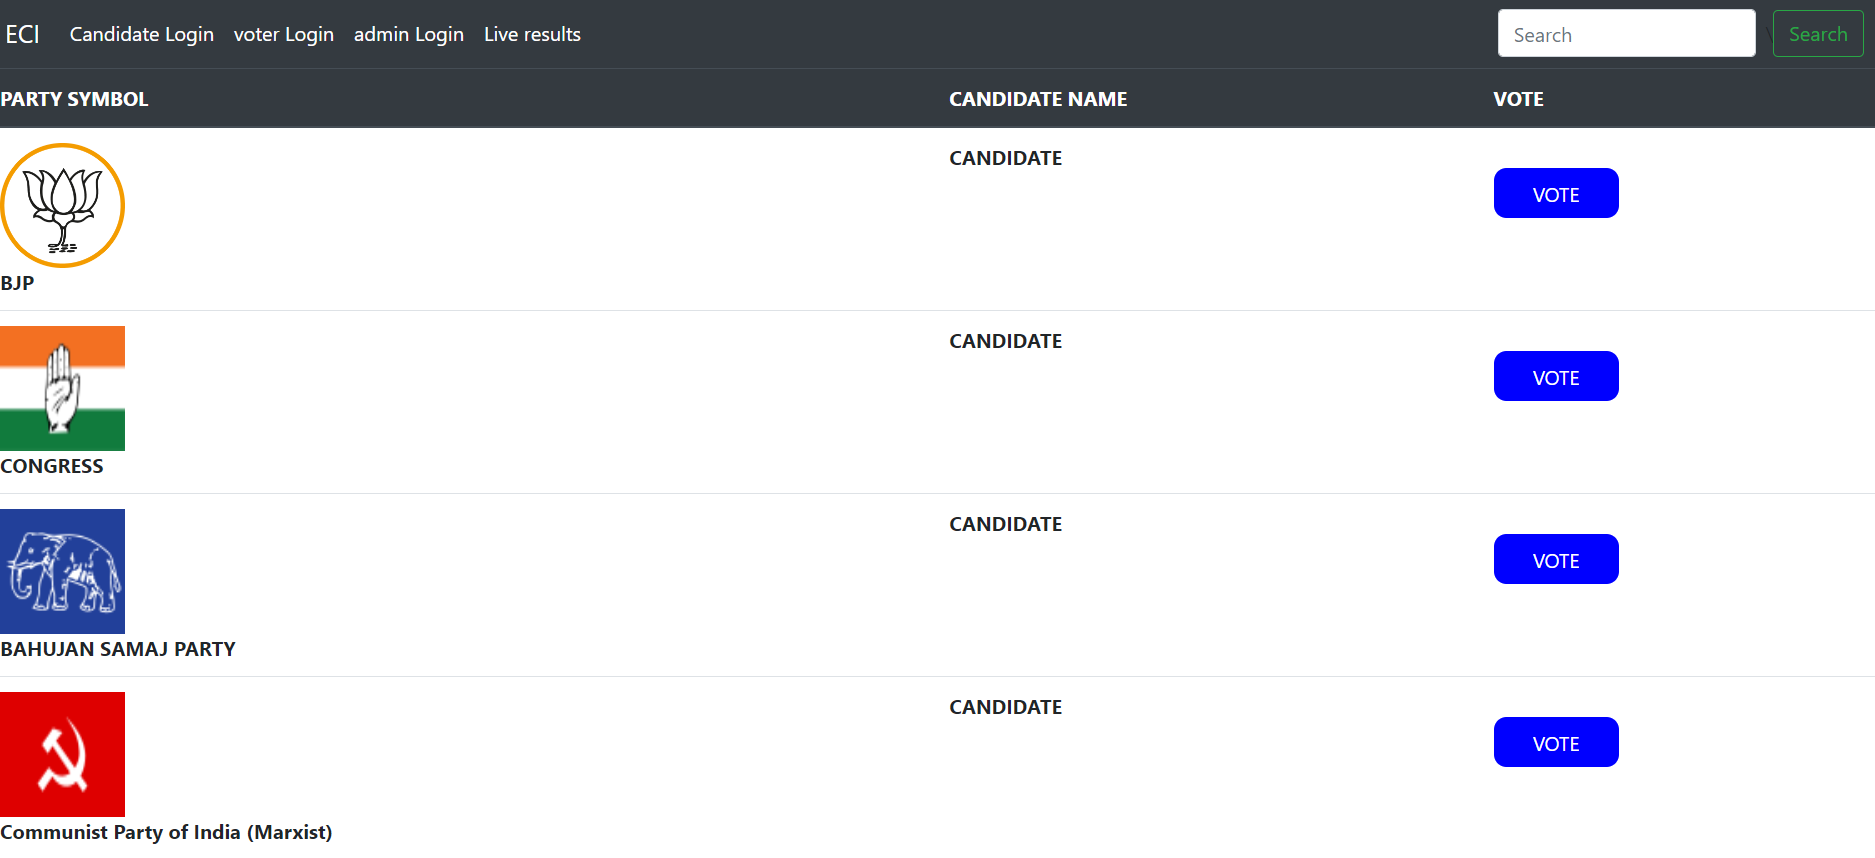 ECI Candidate Login voter Login admin Login Live results Search \ Search
PARTY SYMBOL CANDIDATE NAME VOTE
CANDIDATE
VOTE
BJP
CANDIDATE
VOTE
CONGRESS
CANDIDATE
VOTE
BAHUJAN SAMAJ PARTY
CANDIDATE
VOTE
Communist Party of India (Marxist)